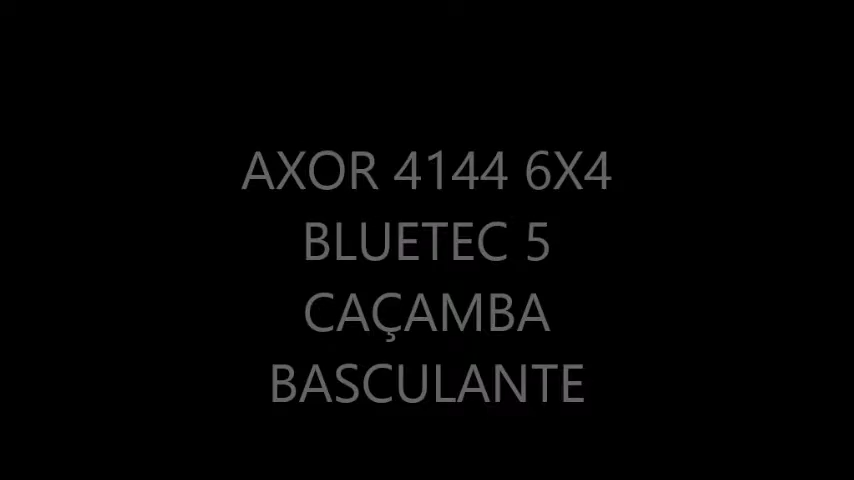 AXOR 4144 6X4
BLUETEC 5
CAÇAMBA
BASCULANTE